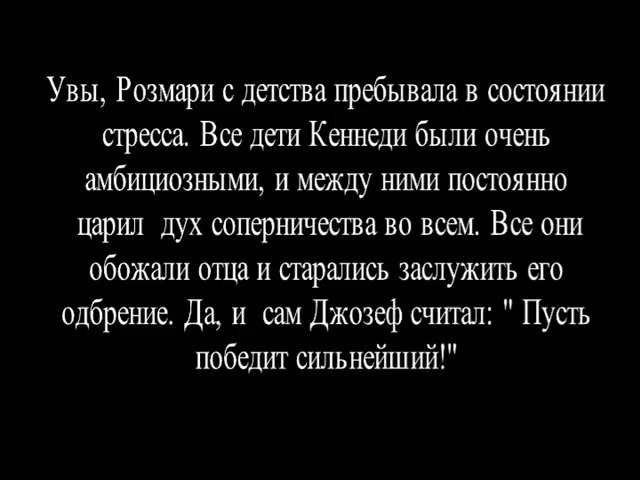 Увы, Розмари с детства пребывала в состоянии
стресса. Все дети Кеннеди были очень
амбициозными, и между ними постоянно
царил дух соперничества во всем. Все они
обожали отца и старались заслужить его
одбрение. Да, и сам Джозеф считал: " Пусть
победит сильнейший!"